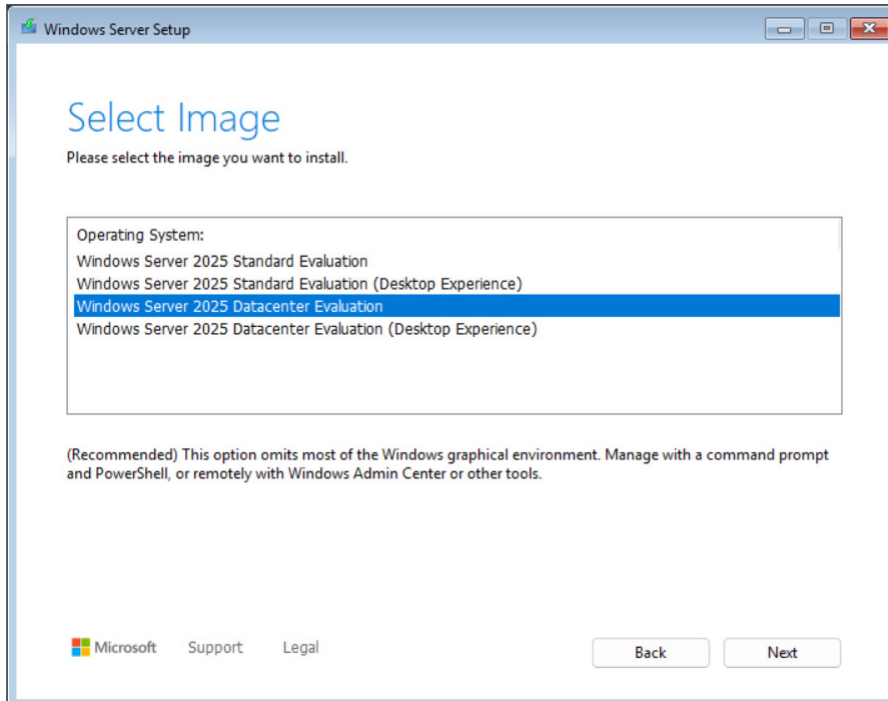 Windows Server Setup
Select Image
Please select the image you want to install.
Operating System:
Windows Server 2025 Standard Evaluation
Windows Server 2025 Standard Evaluation (Desktop Experience)
Windows Server 2025 Datacenter Evaluation
Windows Server 2025 Datacenter Evaluation (Desktop Experience)
(Recommended) This option omits most of the Windows graphical environment. Manage with a command prompt
and PowerShell, or remotely with Windows Admin Center or other tools.
Microsoft Support Legal Back Next